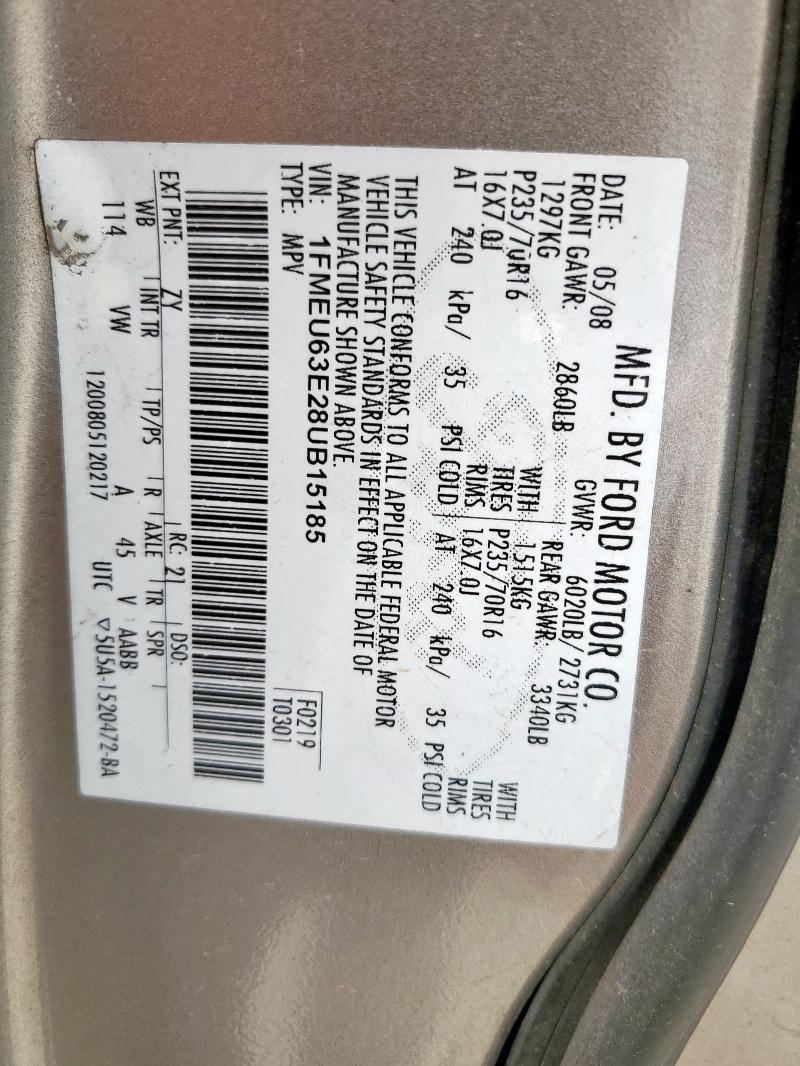 MFD. BY FORD MOTOR CO.
DATE: 05/08 GVWR: 6020LB/ 2731KG
FRONT GAWR: 2860LB REAR GAWR: 3340LB
1297KG WITH 1515KG WITH
P235/70R16 TIRES P235/70R16 TIRES
16X7.0J RIMS 16X7.0J RIMS
AT 240 kPa/ 35 PSI COLD AT 240 kPa/ 35 PSI COLD
THIS VEHICLE CONFORMS TO ALL APPLICABLE FEDERAL MOTOR
VEHICLE SAFETY STANDARDS IN EFFECT ON THE DATE OF
MANUFACTURE SHOWN ABOVE.
VIN: 1FMEU63E28UB15185 F0219
TYPE: MPV T0301
EXT PNT: ZY RC: 21 DSO:
WB INT TR TP/PS R AXLE TR SPR
114 VW A 45 V AABB
1200805120217 UTC ▽5U5A-1520472-BA